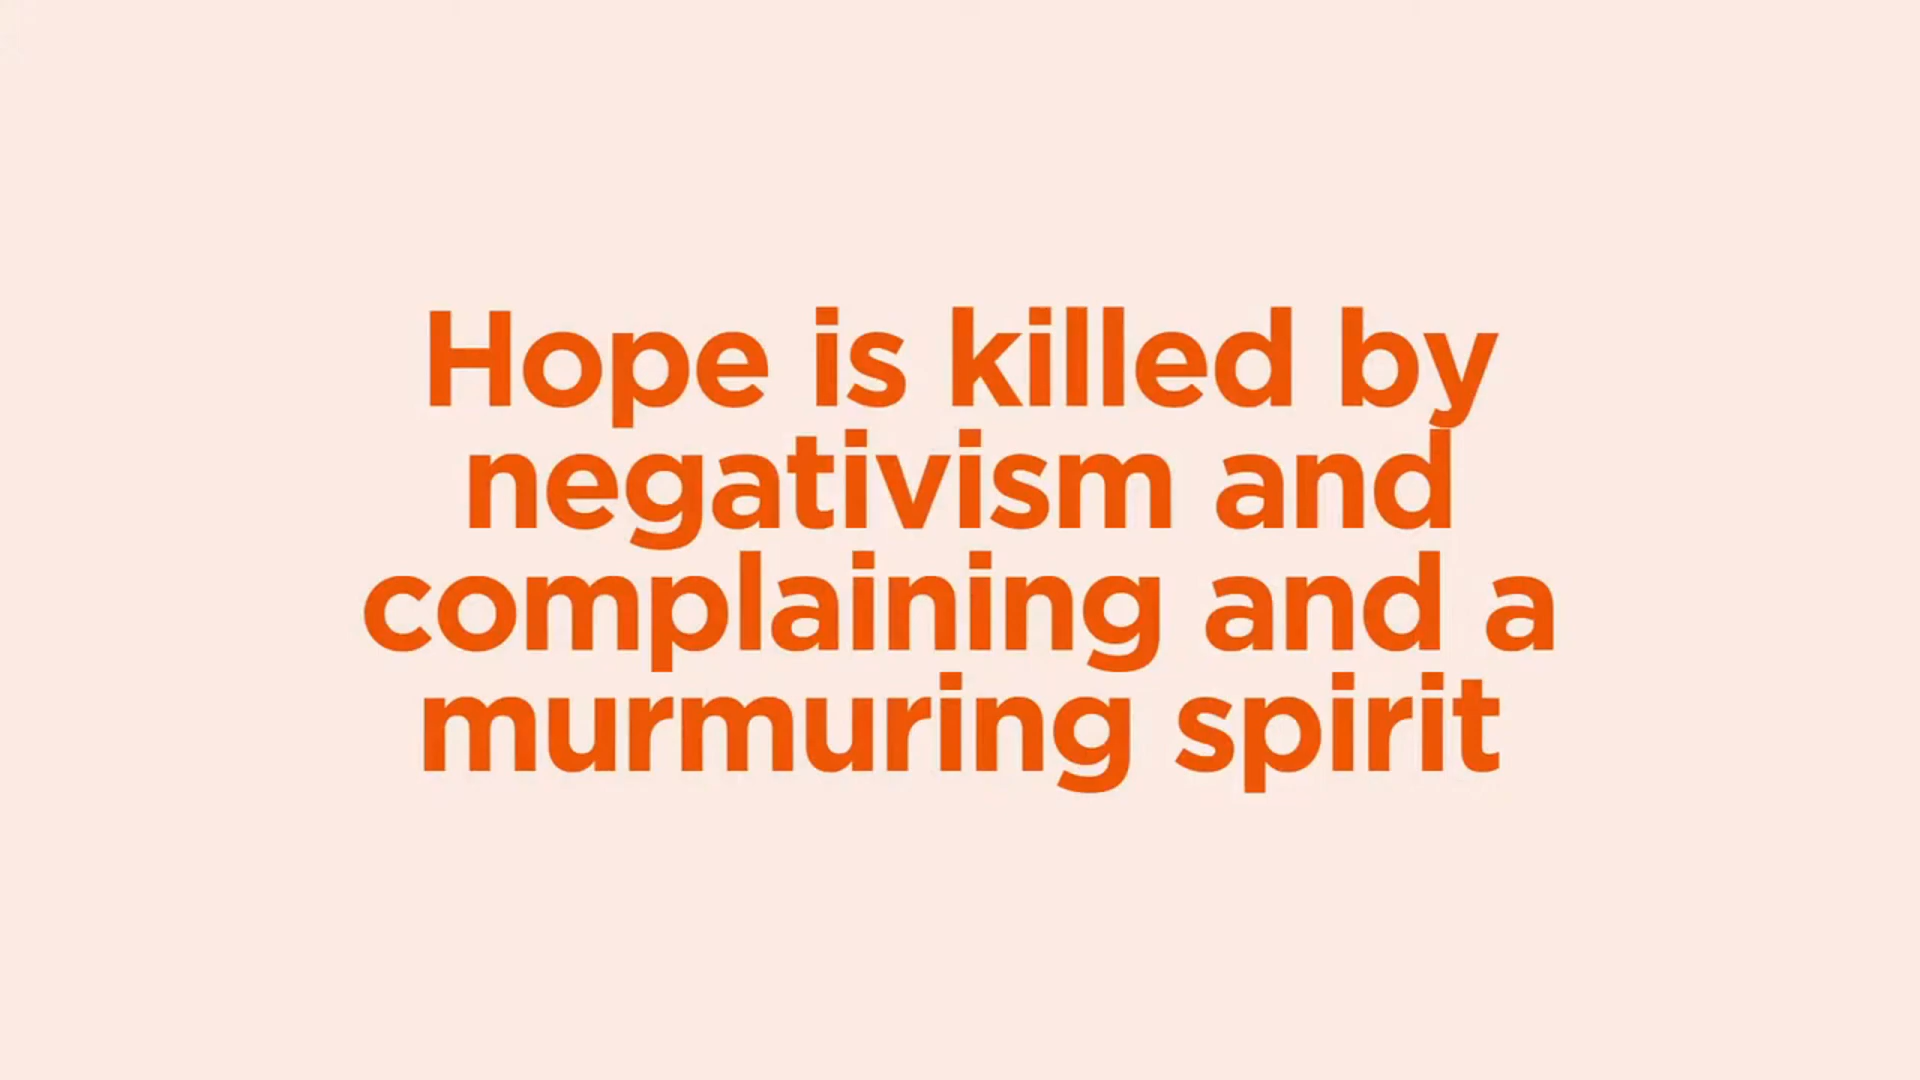 Hope is killed by
negativism and
complaining and a
murmuring spirit